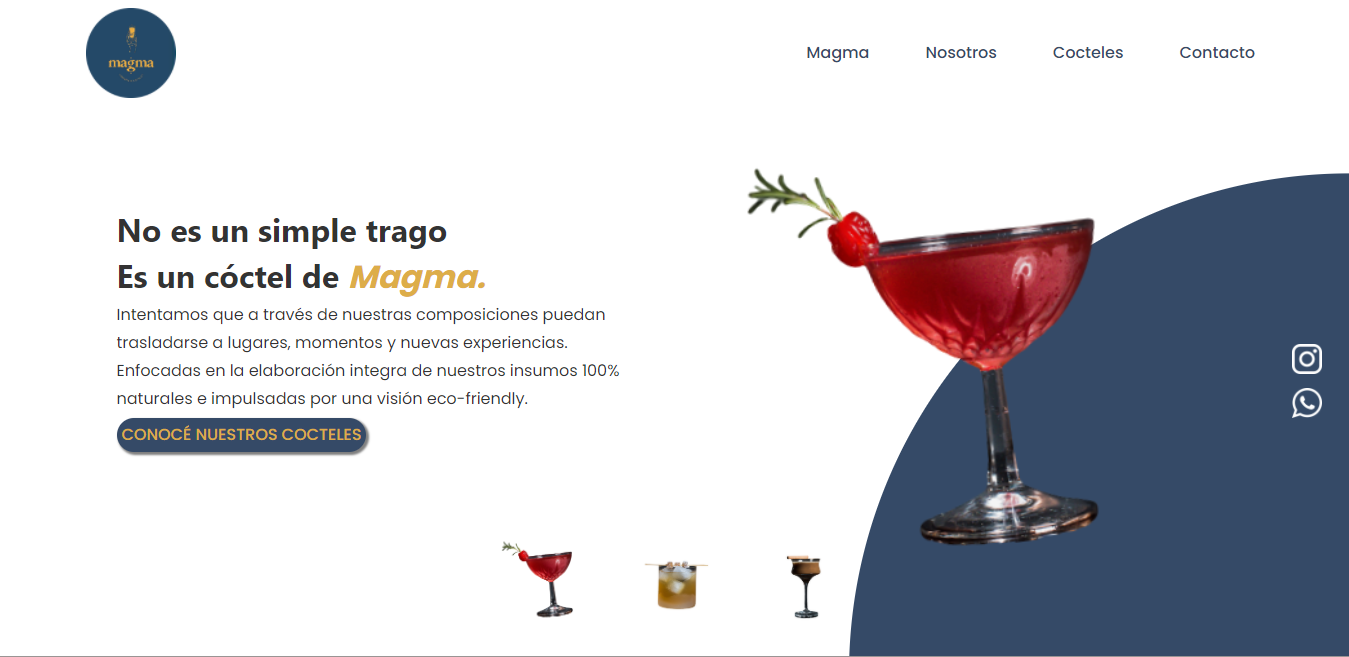 magma
Magma
Nosotros
Cocteles
Contacto
No es un simple trago
Es un cóctel de Magma.
Intentamos que a través de nuestras composiciones puedan
trasladarse a lugares, momentos y nuevas experiencias.
Enfocadas en la elaboración integra de nuestros insumos 100%
naturales e impulsadas por una visión eco-friendly.
CONOCÉ NUESTROS COCTELES